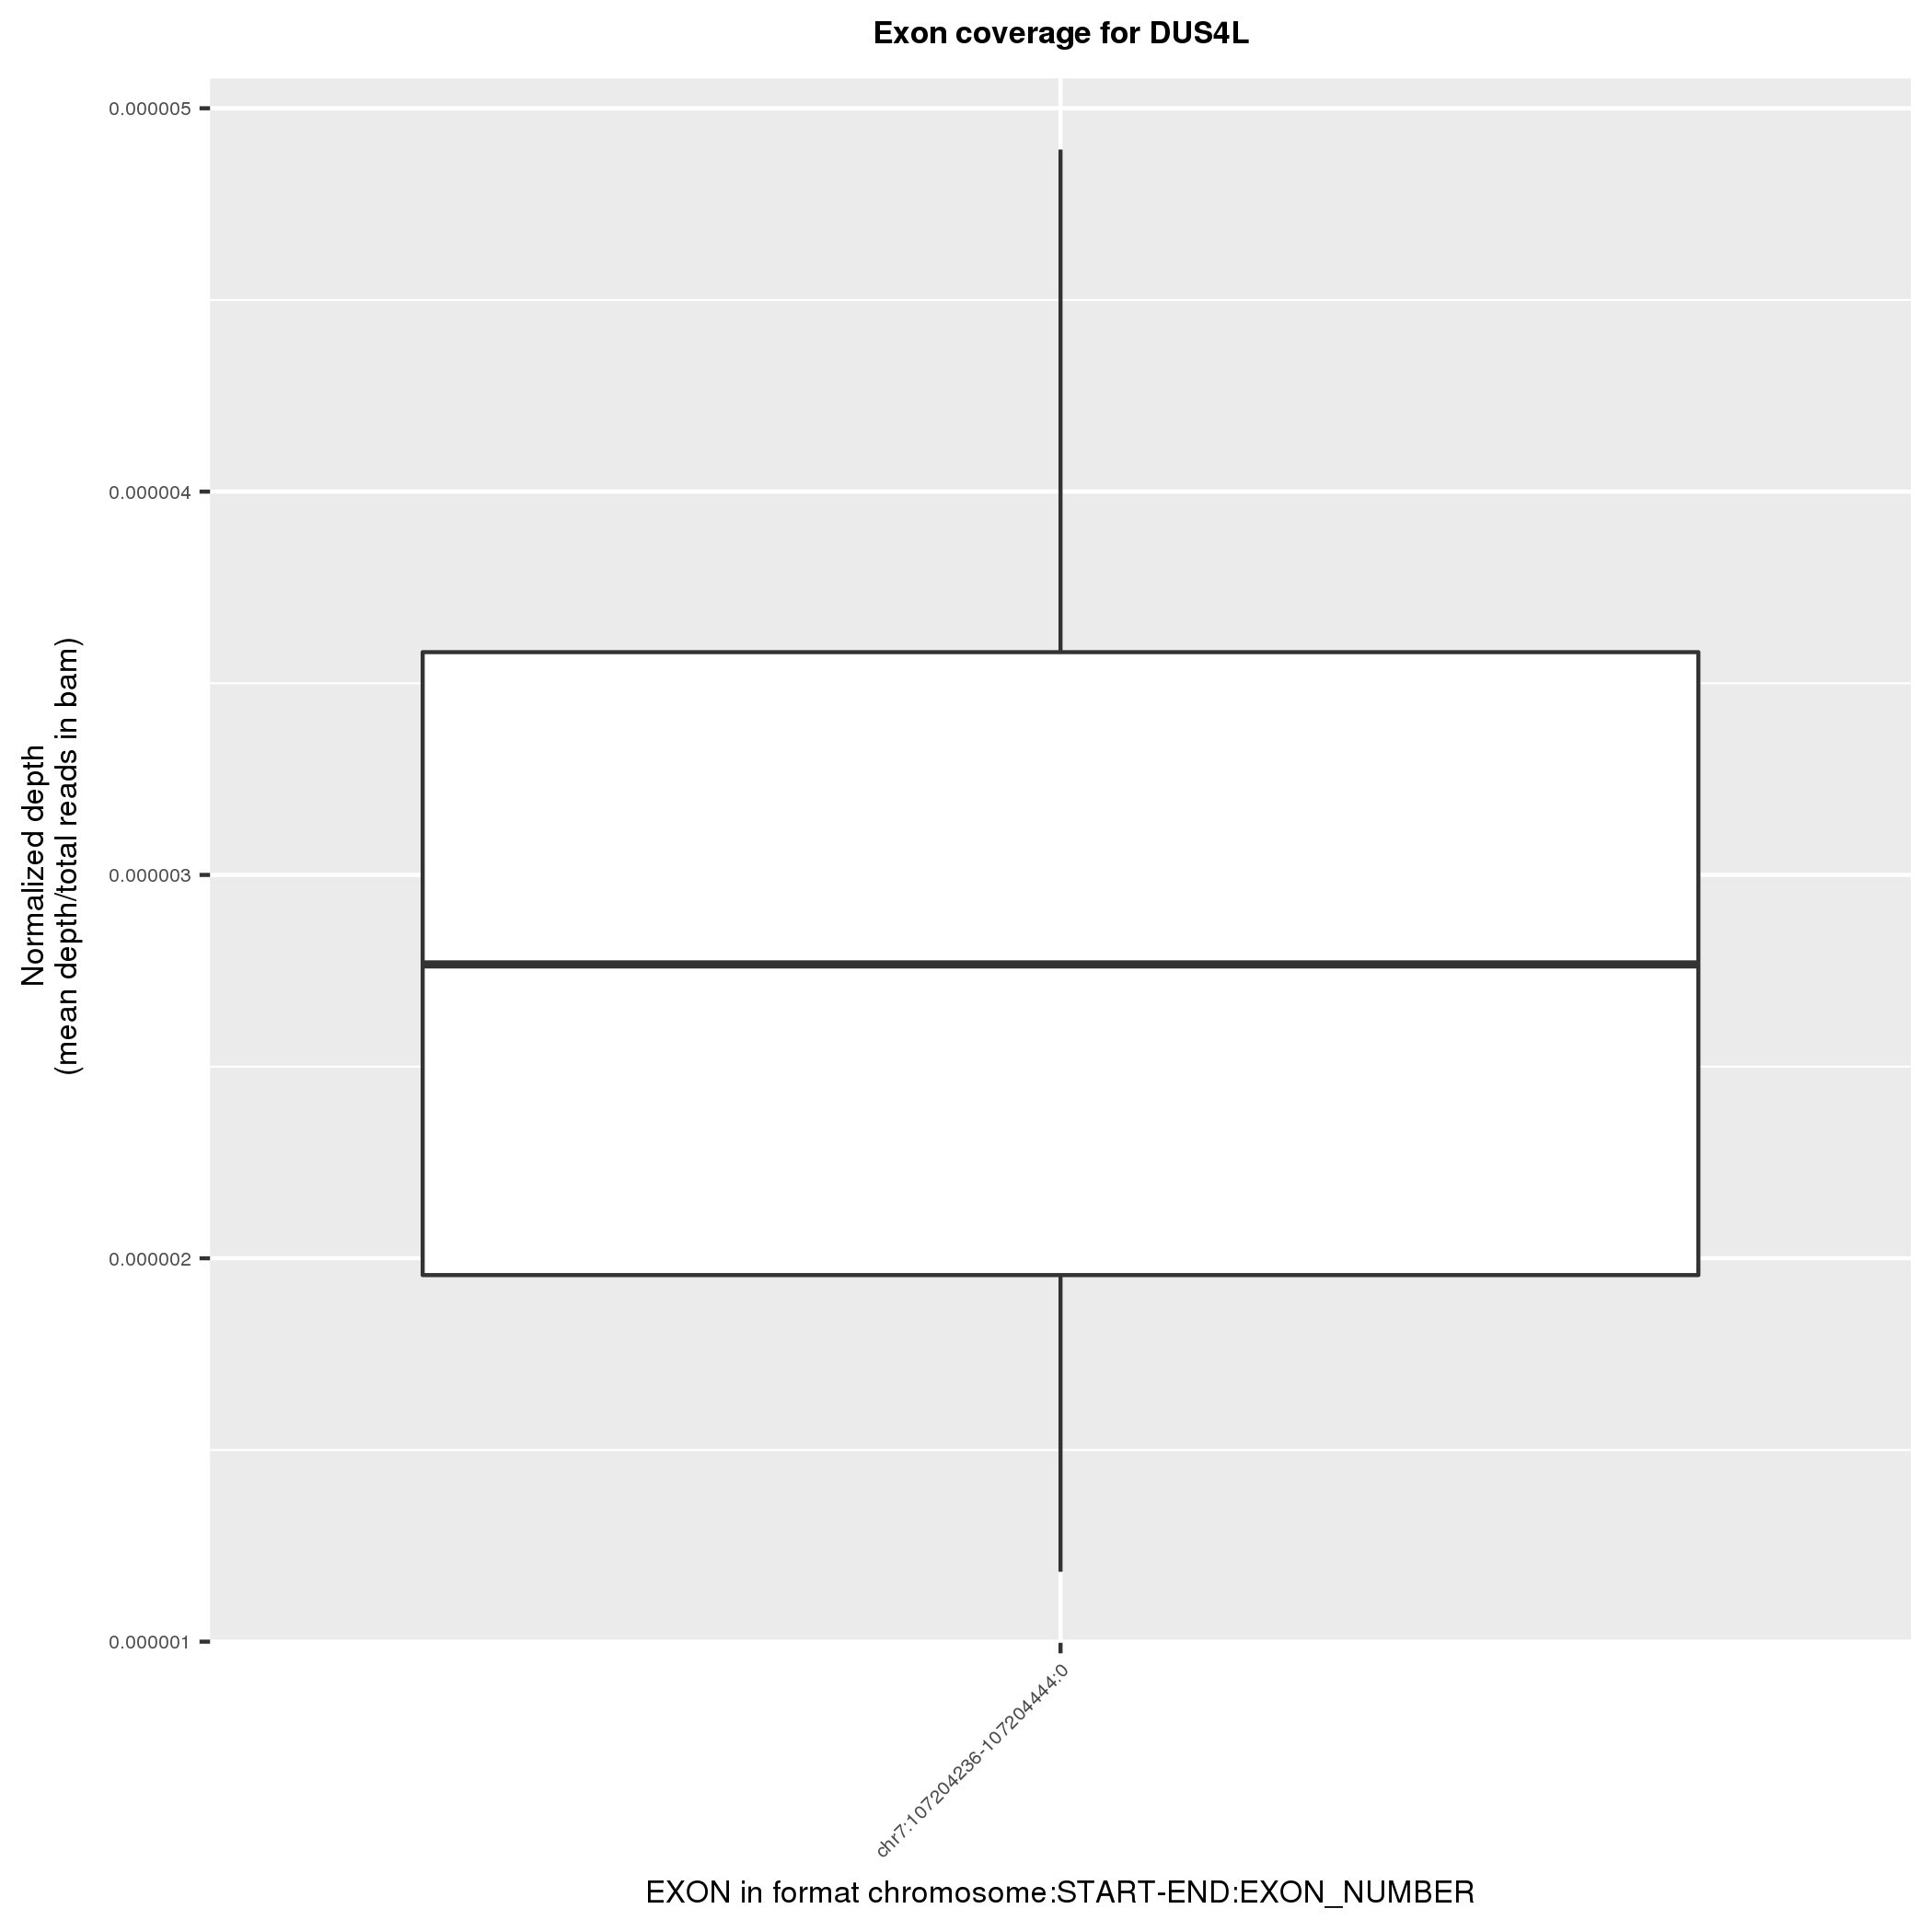 Exon coverage for DUS4L
Normalized depth
(mean depth/total reads in bam)
0.000005
0.000004
0.000003
0.000002
0.000001
chr7:107204236-107204444:0
EXON in format chromosome:START-END:EXON_NUMBER